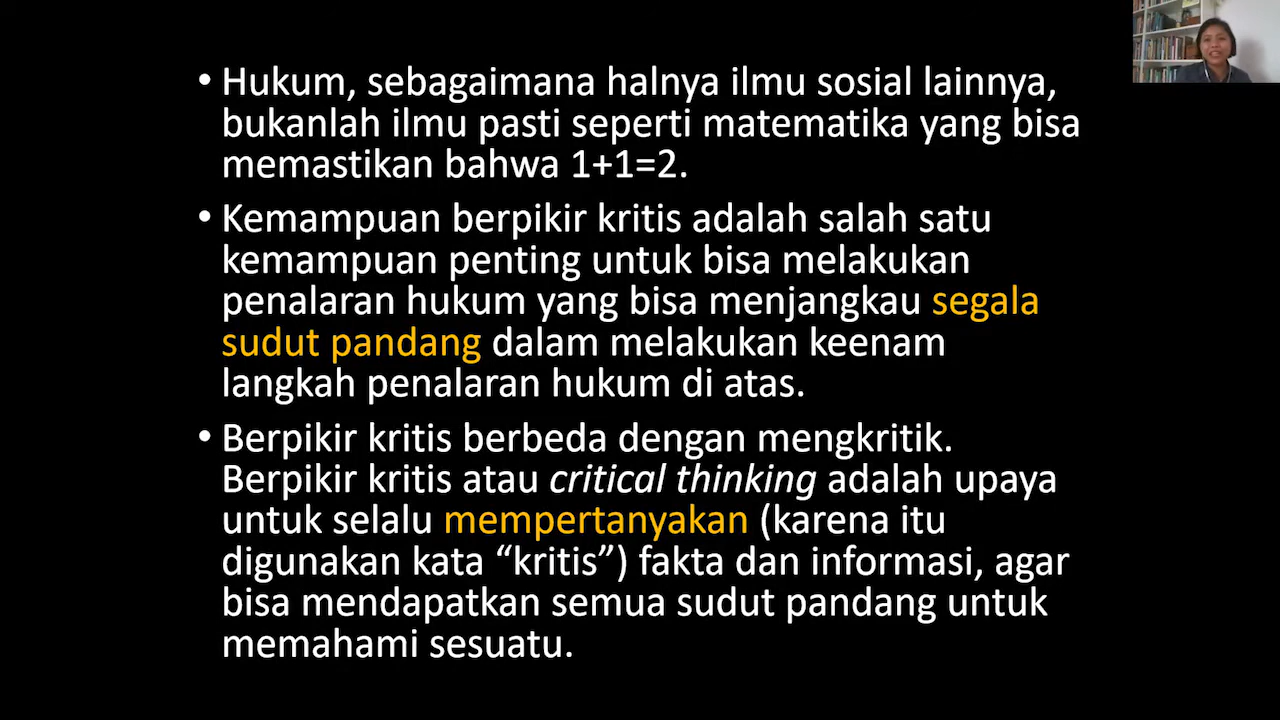 • Hukum, sebagaimana halnya ilmu sosial lainnya,
bukanlah ilmu pasti seperti matematika yang bisa
memastikan bahwa 1+1=2.
• Kemampuan berpikir kritis adalah salah satu
kemampuan penting untuk bisa melakukan
penalaran hukum yang bisa menjangkau segala
sudut pandang dalam melakukan keenam
langkah penalaran hukum di atas.
• Berpikir kritis berbeda dengan mengkritik.
Berpikir kritis atau critical thinking adalah upaya
untuk selalu mempertanyakan (karena itu
digunakan kata “kritis”) fakta dan informasi, agar
bisa mendapatkan semua sudut pandang untuk
memahami sesuatu.